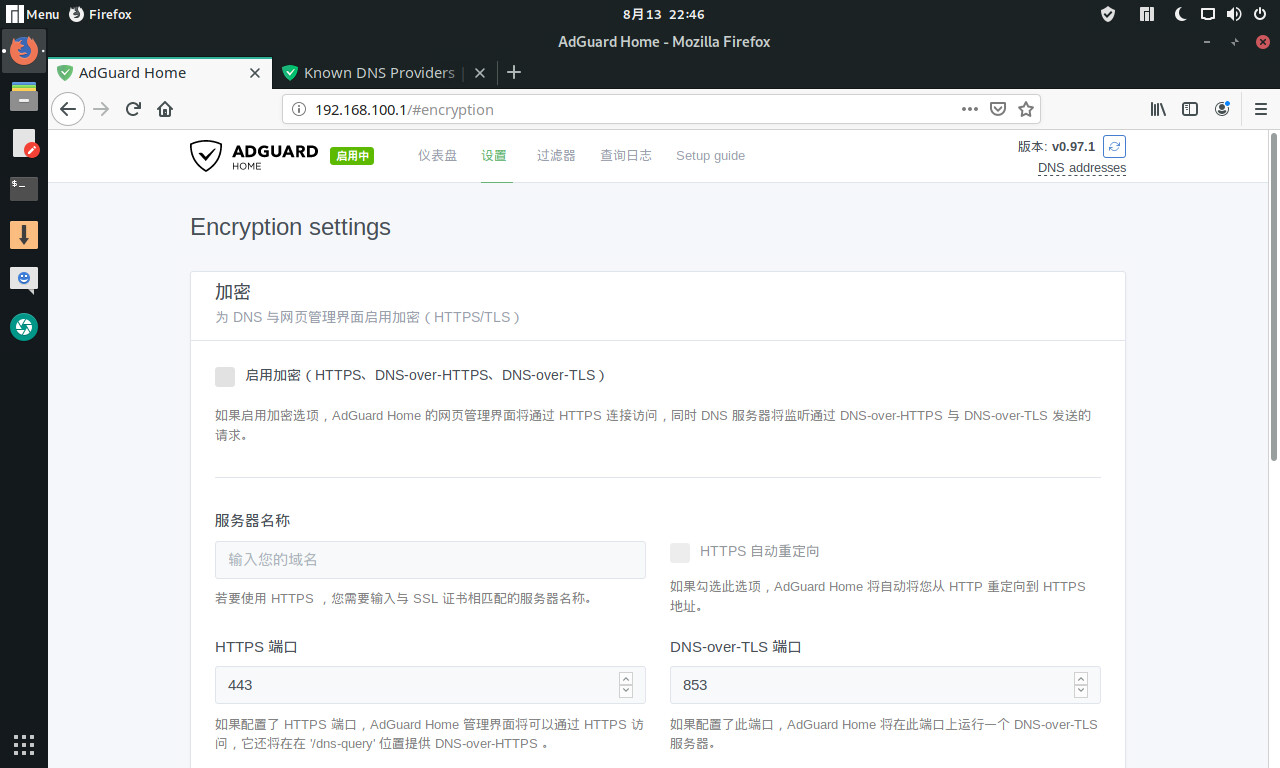 Menu Firefox 8月13 22:46
AdGuard Home - Mozilla Firefox
AdGuard Home Known DNS Providers
192.168.100.1/#encryption
ADGUARD HOME 启用中 仪表盘 设置 过滤器 查询日志 Setup guide 版本: v0.97.1
DNS addresses
Encryption settings
加密
为 DNS 与网页管理界面启用加密（HTTPS/TLS）
启用加密（HTTPS、DNS-over-HTTPS、DNS-over-TLS）
如果启用加密选项，AdGuard Home 的网页管理界面将通过 HTTPS 连接访问，同时 DNS 服务器将监听通过 DNS-over-HTTPS 与 DNS-over-TLS 发送的
请求。
服务器名称
输入您的域名
若要使用 HTTPS ，您需要输入与 SSL 证书相匹配的服务器名称。
HTTPS 自动重定向
如果勾选此选项，AdGuard Home 将自动将您从 HTTP 重定向到 HTTPS
地址。
HTTPS 端口
443
如果配置了 HTTPS 端口，AdGuard Home 管理界面将可以通过 HTTPS 访
问，它还将在在 '/dns-query' 位置提供 DNS-over-HTTPS 。
DNS-over-TLS 端口
853
如果配置了此端口，AdGuard Home 将在此端口上运行一个 DNS-over-TLS
服务器。